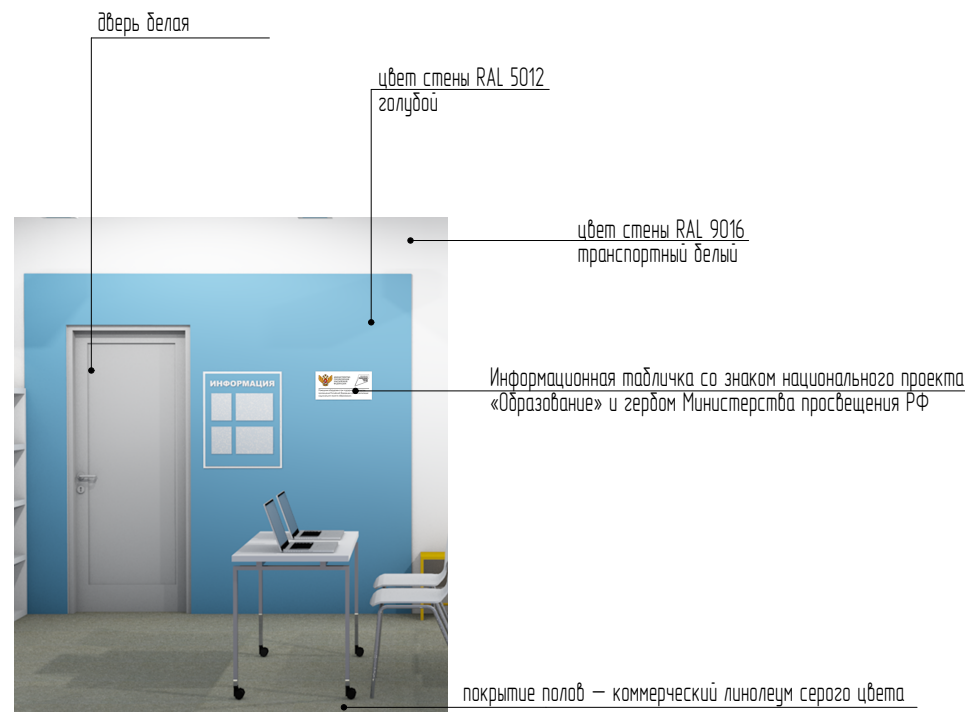 дверь белая
цвет стены RAL 5012
голубой
цвет стены RAL 9016
транспортный белый
ИНФОРМАЦИЯ
Информационная табличка со знаком национального проекта
«Образование» и гербом Министерства просвещения РФ
покрытие полов — коммерческий линолеум серого цвета